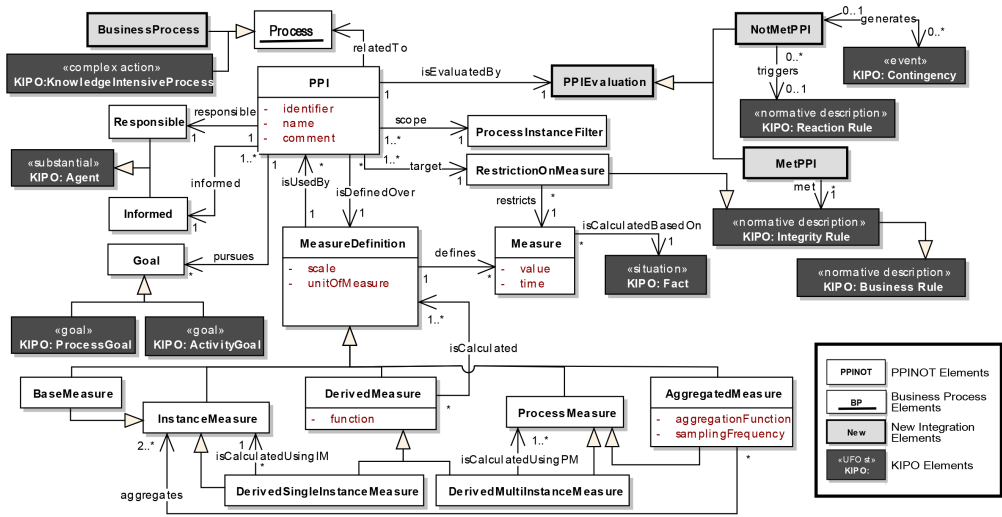 BusinessProcess
Process
«complex action»
KIPO:KnowledgeIntensiveProcess
relatedTo
PPI
- identifier
- name
- comment
isEvaluatedBy
1
1
PPIEvaluation
NotMetPPI
0..1
generates
0..*
«event»
KIPO: Contingency
0..*
triggers
0..1
«normative description»
KIPO: Reaction Rule
MetPPI
met
*
1
Responsible
responsible
1
1
«substantial»
KIPO: Agent
1..*
informed
Informed
1
scope
1..*
1
ProcessInstanceFilter
1..*
target
1
RestrictionOnMeasure
restricts
*
1
«normative description»
KIPO: Integrity Rule
«normative description»
KIPO: Business Rule
*
isUsedBy
1
*
isDefinedOver
1
1
pursues
*
Goal
«goal»
KIPO: ProcessGoal
«goal»
KIPO: ActivityGoal
MeasureDefinition
- scale
- unitOfMeasure
defines
1
*
Measure
- value
- time
isCalculatedBasedOn
*
1
«situation»
KIPO: Fact
1..*
isCalculated
*
BaseMeasure
InstanceMeasure
DerivedMeasure
- function
ProcessMeasure
AggregatedMeasure
- aggregationFunction
- samplingFrequency
2..*
1
isCalculatedUsingIM
*
1..*
isCalculatedUsingPM
*
*
aggregates
DerivedSingleInstanceMeasure
DerivedMultiInstanceMeasure
PPINOT
PPINOT Elements
BP
Business Process
Elements
New
New Integration
Elements
«UFO st»
KIPO:
KIPO Elements